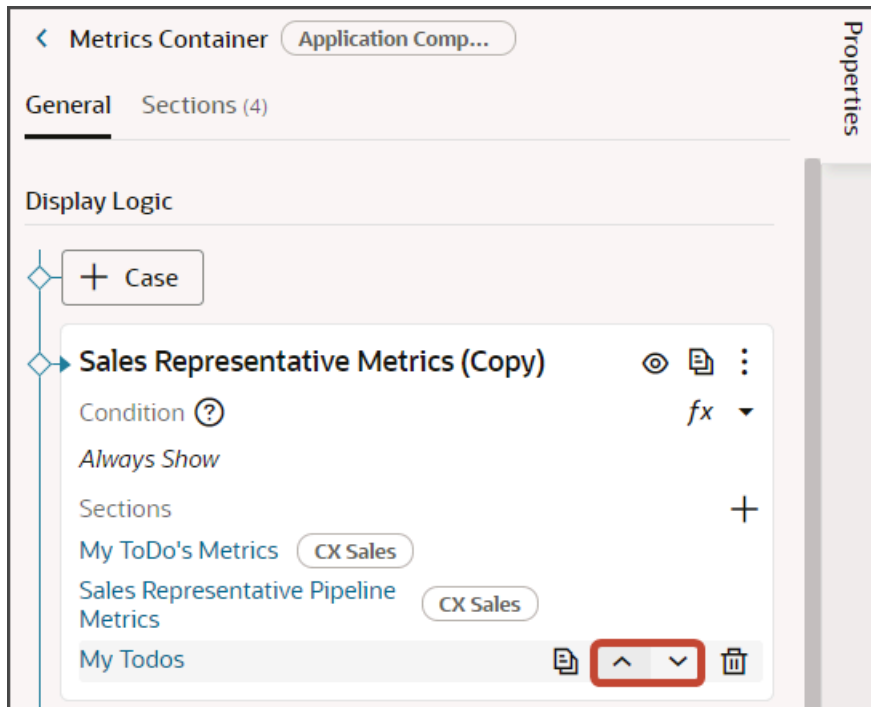 Metrics Container Application Comp...
Properties
General Sections (4)
Display Logic
+ Case
Sales Representative Metrics (Copy)
Condition ? fx
Always Show
Sections
My ToDo's Metrics CX Sales
Sales Representative Pipeline
Metrics CX Sales
My Todos